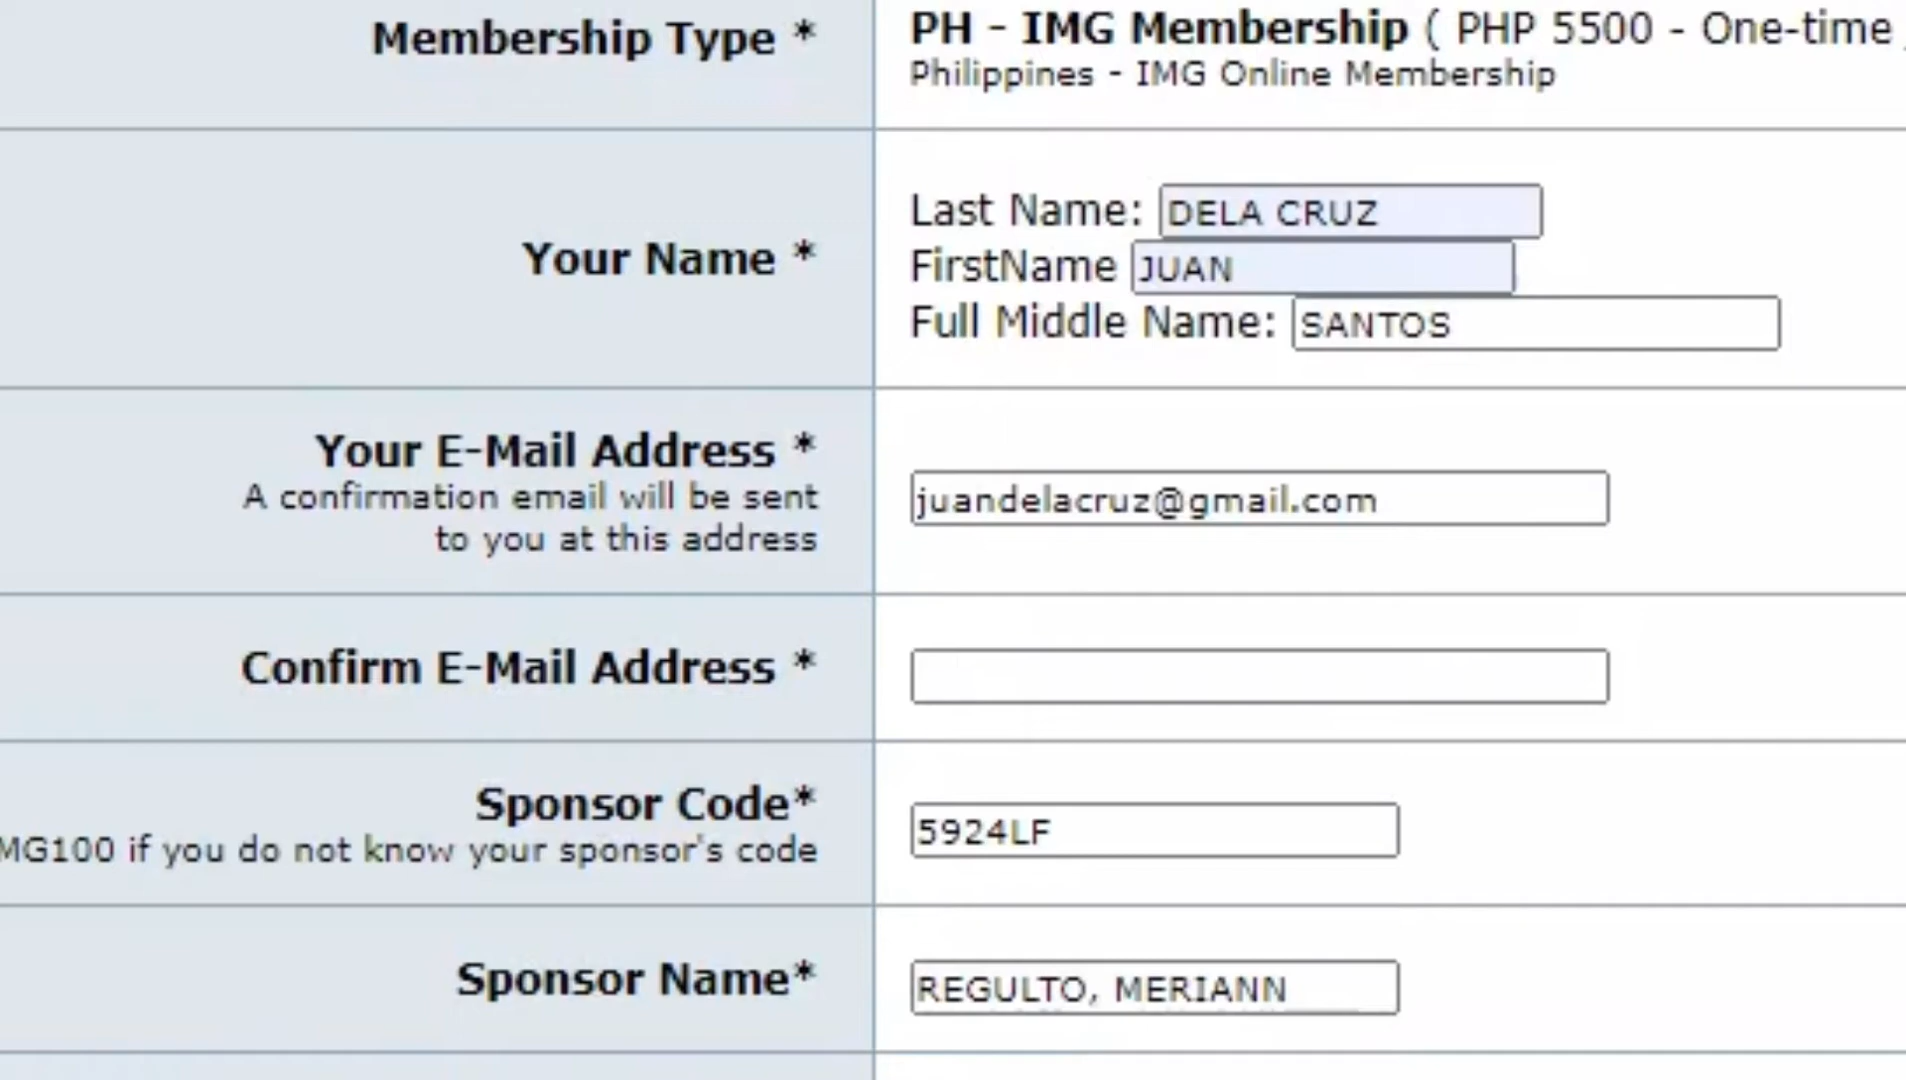 Membership Type *
PH - IMG Membership ( PHP 5500 - One-time
Philippines - IMG Online Membership
Your Name *
Last Name: DELA CRUZ
FirstName JUAN
Full Middle Name: SANTOS
Your E-Mail Address *
A confirmation email will be sent
to you at this address
juandelacruz@gmail.com
Confirm E-Mail Address *
Sponsor Code*
MG100 if you do not know your sponsor's code
5924LF
Sponsor Name*
REGULTO, MERIANN